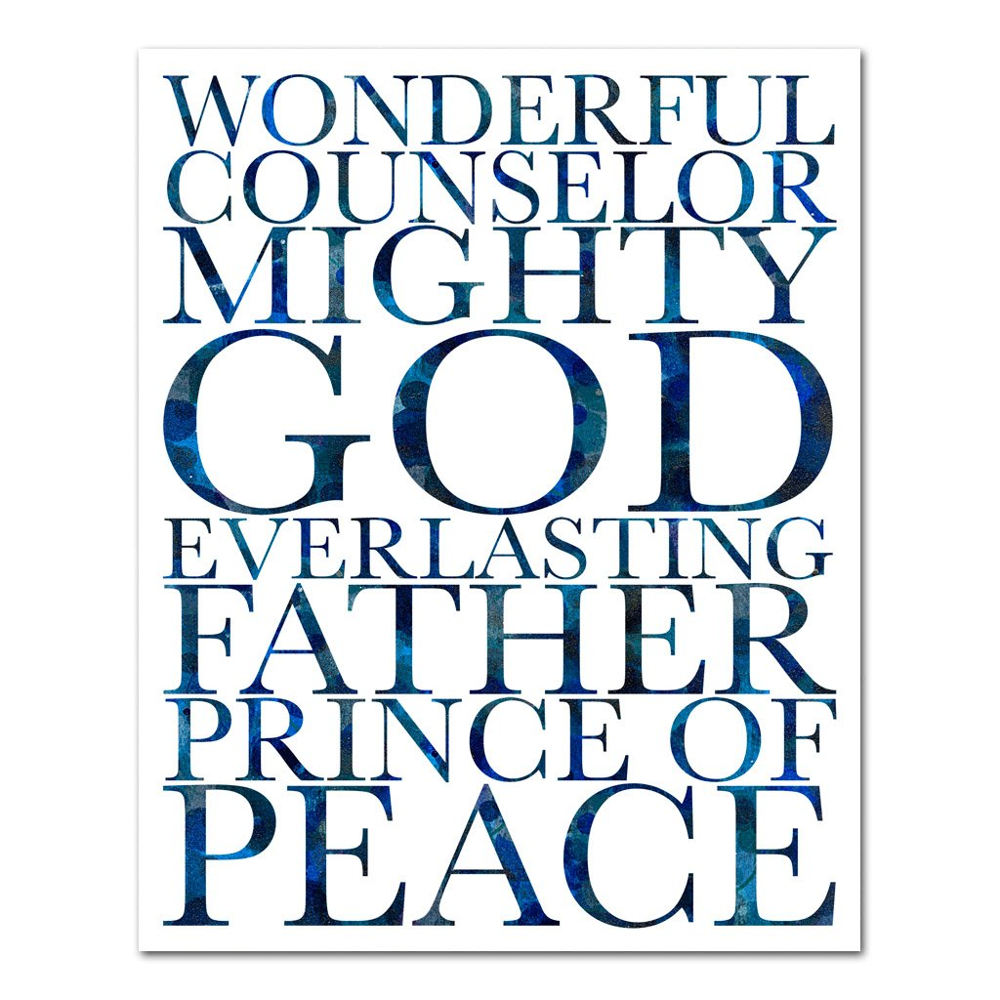 WONDERFUL
COUNSELOR
MIGHTY
GOD
EVERLASTING
FATHER
PRINCE OF
PEACE